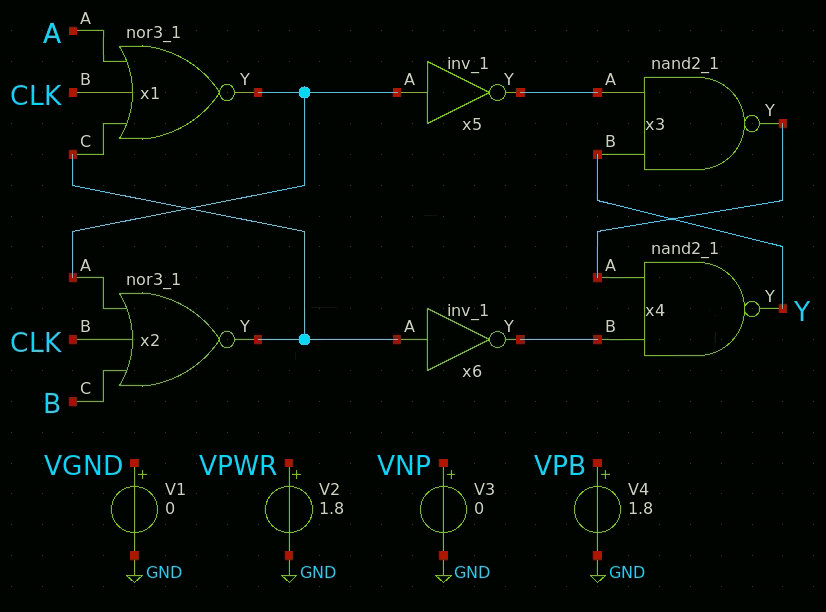 A A nor3_1
CLK B x1 Y
C
A inv_1 Y
x5
nand2_1
A x3 Y
B
A nor3_1
CLK B x2 Y
B C
A inv_1 Y
x6
nand2_1
A x4 Y Y
B
VGND + V1
0
GND
VPWR + V2
1.8
GND
VNP + V3
0
GND
VPB + V4
1.8
GND